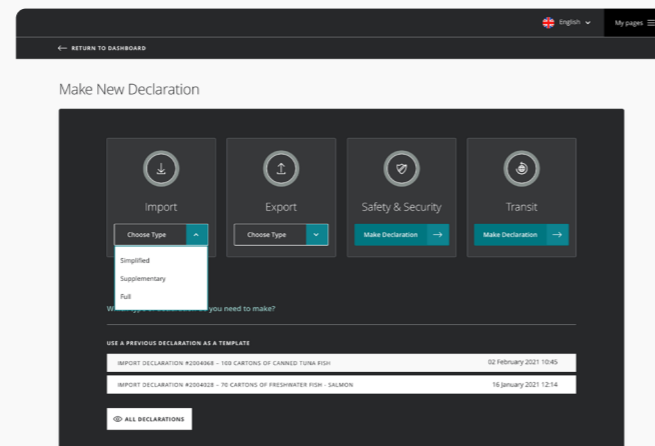 English
My pages
RETURN TO DASHBOARD
Make New Declaration
Import
Export
Safety & Security
Transit
Choose Type
Choose Type
Make Declaration
Make Declaration
Simplified
Supplementary
Full
you need to make?
USE A PREVIOUS DECLARATION AS A TEMPLATE
IMPORT DECLARATION #2004068 – 100 CARTONS OF CANNED TUNA FISH 02 February 2021 10:45
IMPORT DECLARATION #2004028 – 70 CARTONS OF FRESHWATER FISH - SALMON 16 January 2021 12:14
ALL DECLARATIONS